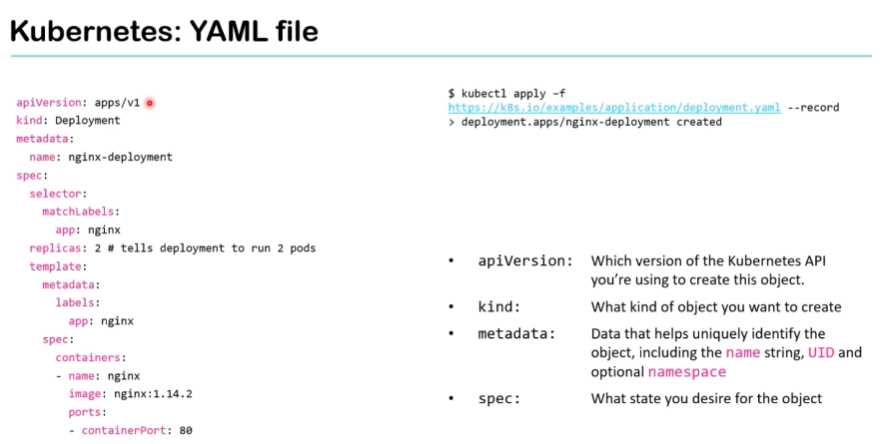 Kubernetes: YAML file
apiVersion: apps/v1
kind: Deployment
metadata:
  name: nginx-deployment
spec:
  selector:
    matchLabels:
      app: nginx
  replicas: 2 # tells deployment to run 2 pods
  template:
    metadata:
      labels:
        app: nginx
    spec:
      containers:
      - name: nginx
        image: nginx:1.14.2
        ports:
        - containerPort: 80
$ kubectl apply –f
https://k8s.io/examples/application/deployment.yaml --record
> deployment.apps/nginx-deployment created
• apiVersion: Which version of the Kubernetes API
you’re using to create this object.
• kind: What kind of object you want to create
• metadata: Data that helps uniquely identify the
object, including the name string, UID and
optional namespace
• spec: What state you desire for the object